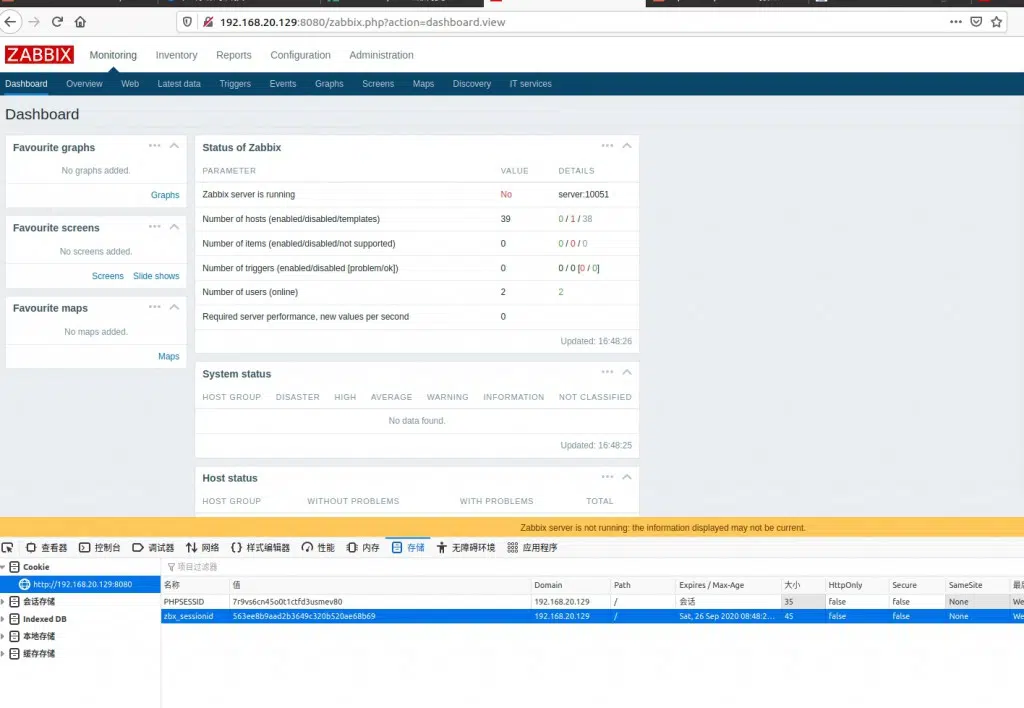 192.168.20.129:8080/zabbix.php?action=dashboard.view
ZABBIX Monitoring Inventory Reports Configuration Administration
Dashboard Overview Web Latest data Triggers Events Graphs Screens Maps Discovery IT services
Dashboard
Favourite graphs
No graphs added.
Graphs
Favourite screens
No screens added.
Screens Slide shows
Favourite maps
No maps added.
Maps
Status of Zabbix
PARAMETER VALUE DETAILS
Zabbix server is running No server:10051
Number of hosts (enabled/disabled/templates) 39 0 / 1 / 38
Number of items (enabled/disabled/not supported) 0 0 / 0 / 0
Number of triggers (enabled/disabled [problem/ok]) 0 0 / 0 [0 / 0]
Number of users (online) 2 2
Required server performance, new values per second 0
Updated: 16:48:26
System status
HOST GROUP DISASTER HIGH AVERAGE WARNING INFORMATION NOT CLASSIFIED
No data found.
Updated: 16:48:25
Host status
HOST GROUP WITHOUT PROBLEMS WITH PROBLEMS TOTAL
Zabbix server is not running: the information displayed may not be current.
查看器 控制台 调试器 网络 样式编辑器 性能 内存 存储 无障碍环境 应用程序
Cookie
http://192.168.20.129:8080
会话存储
Indexed DB
本地存储
缓存存储
项目过滤器
名称 值 Domain Path Expires / Max-Age 大小 HttpOnly Secure SameSite 最后
PHPSESSID 7r9vs6cn45o0t1ctfd3usmev80 192.168.20.129 / 会话 35 false false None We
zbx_sessionid 563ee8b9aad2b3649c320b520ae68b69 192.168.20.129 / Sat, 26 Sep 2020 08:48:2... 45 false false None We